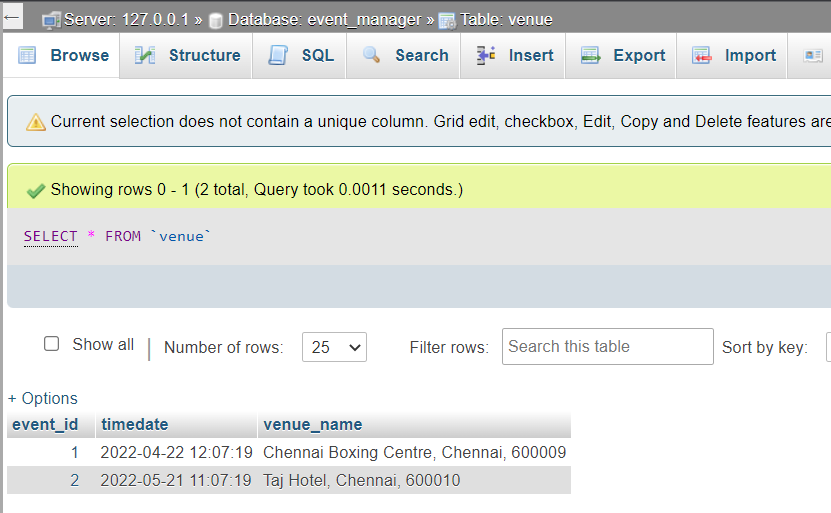 Server: 127.0.0.1 » Database: event_manager » Table: venue
Browse Structure SQL Search Insert Export Import
Current selection does not contain a unique column. Grid edit, checkbox, Edit, Copy and Delete features are
Showing rows 0 - 1 (2 total, Query took 0.0011 seconds.)
SELECT * FROM `venue`
Show all | Number of rows: 25 Filter rows: Search this table Sort by key:
+ Options
event_id timedate venue_name
1 2022-04-22 12:07:19 Chennai Boxing Centre, Chennai, 600009
2 2022-05-21 11:07:19 Taj Hotel, Chennai, 600010